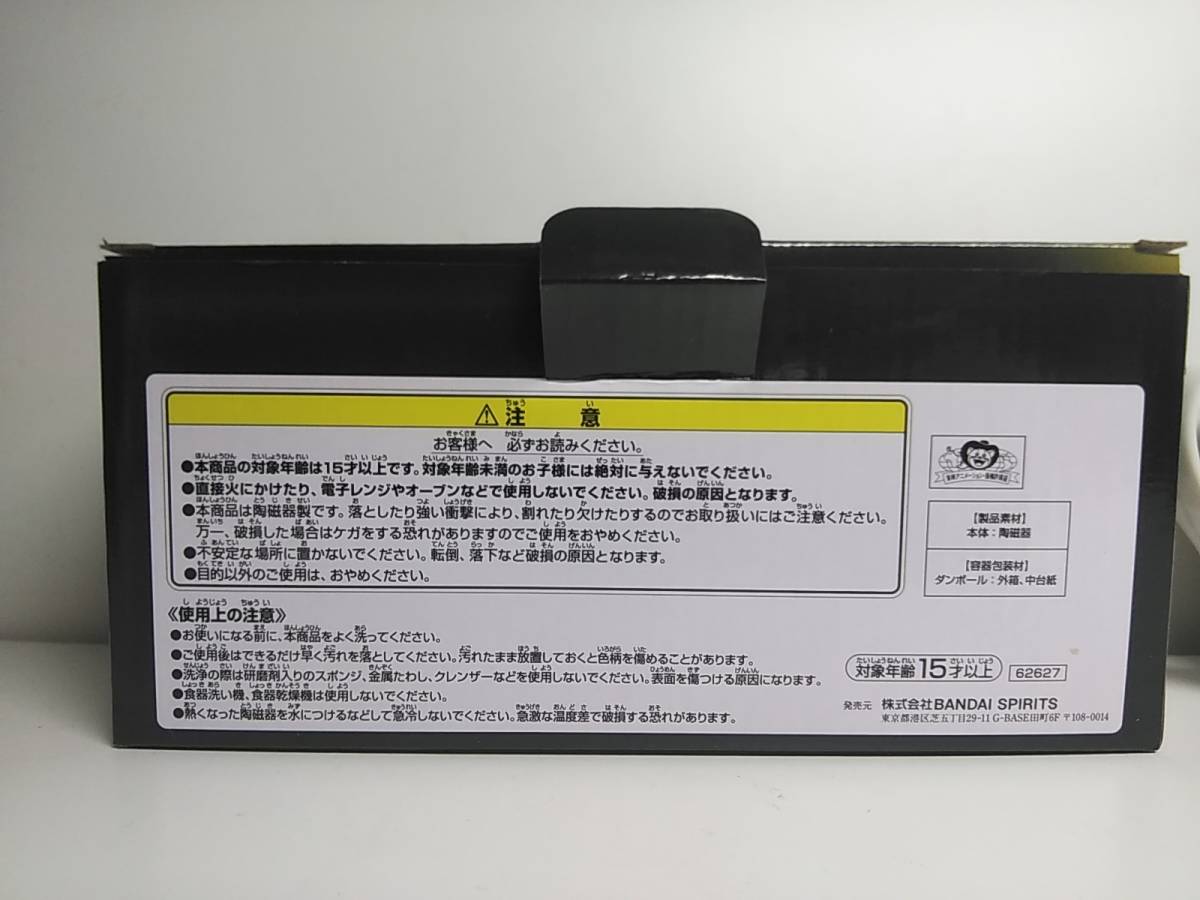 ⚠注意
お客様へ 必ずお読みください。
●本商品の対象年齢は15才以上です。対象年齢未満のお子様には絶対に与えないでください。
●直接火にかけたり、電子レンジやオーブンなどで使用しないでください。破損の原因となります。
●本商品は陶磁器製です。落としたり強い衝撃により、割れたり欠けたりするのでお取り扱いにはご注意ください。
万一、破損した場合はケガをする恐れがありますのでご使用をおやめください。
●不安定な場所に置かないでください。転倒、落下など破損の原因となります。
●目的以外のご使用は、おやめください。
《使用上の注意》
●お使いになる前に、本商品をよく洗ってください。
●ご使用後はできるだけ早く汚れを落としてください。汚れたまま放置しておくと色柄を傷めることがあります。
●洗浄の際は研磨剤入りのスポンジ、金属たわし、クレンザーなどを使用しないでください。表面を傷つける原因になります。
●食器洗い機、食器乾燥機は使用しないでください。
●熱くなった陶磁器を水につけるなどして急冷しないでください。急激な温度差で破損する恐れがあります。
【製品素材】
本体：陶磁器
【容器包装材】
ダンボール：外箱、中台紙
対象年齢 15才以上
62627
発売元 株式会社BANDAI SPIRITS
東京都港区芝五丁目29-11 G-BASE田町6F 〒108-0014